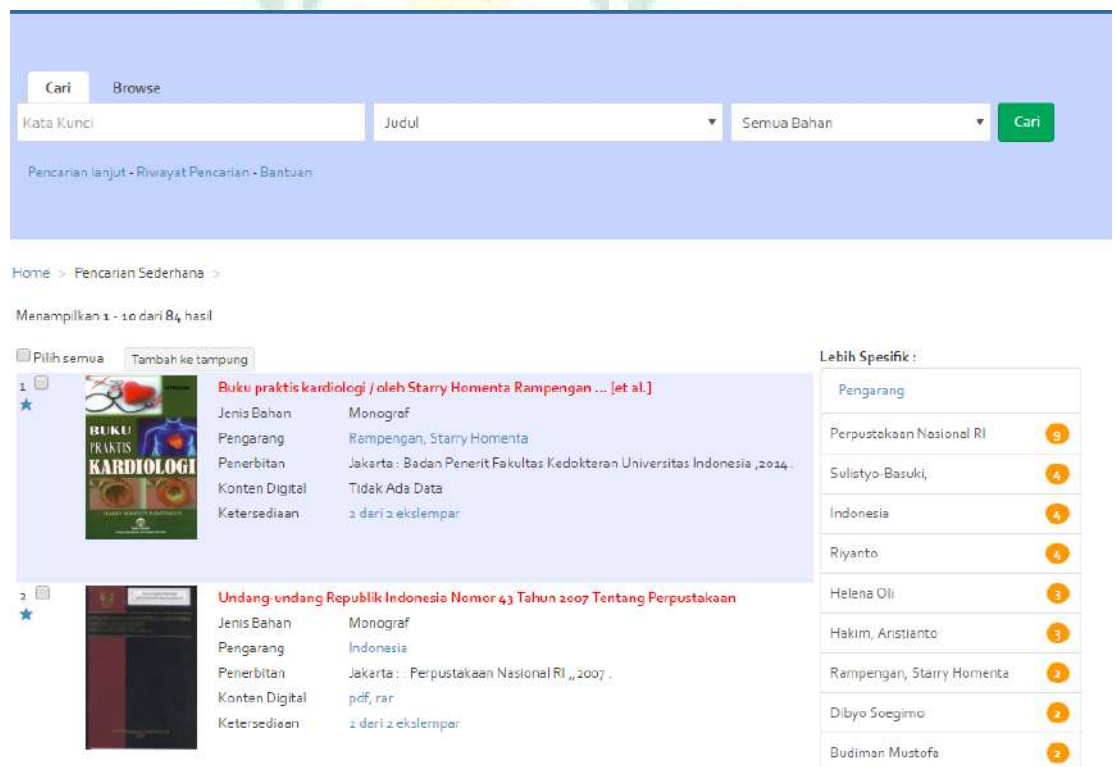 Cari Browse
Kata Kunci Judul Semua Bahan Cari
Pencarian lanjut - Riwayat Pencarian - Bantuan
Home > Pencarian Sederhana >
Menampilkan 1 - 10 dari 84 hasil
Pilih semua Tambah ke tampung
1
Buku praktis kardiologi / oleh Starry Homenta Rampengan ... [et al.]
Jenis Bahan Monograf
Pengarang Rampengan, Starry Homenta
Penerbitan Jakarta : Badan Penerit Fakultas Kedokteran Universitas Indonesia ,2014 .
Konten Digital Tidak Ada Data
Ketersediaan 2 dari 2 ekslempar
BUKU
PRAKTIS
KARDIOLOGI
2
Undang-undang Republik Indonesia Nomor 43 Tahun 2007 Tentang Perpustakaan
Jenis Bahan Monograf
Pengarang Indonesia
Penerbitan Jakarta : : Perpustakaan Nasional RI ,, 2007 .
Konten Digital pdf, rar
Ketersediaan 2 dari 2 ekslempar
Lebih Spesifik :
Pengarang
Perpustakaan Nasional RI 9
Sulistyo-Basuki, 4
Indonesia 4
Riyanto 4
Helena Oli 3
Hakim, Aristianto 3
Rampengan, Starry Homenta 2
Dibyo Soegimo 2
Budiman Mustofa 2